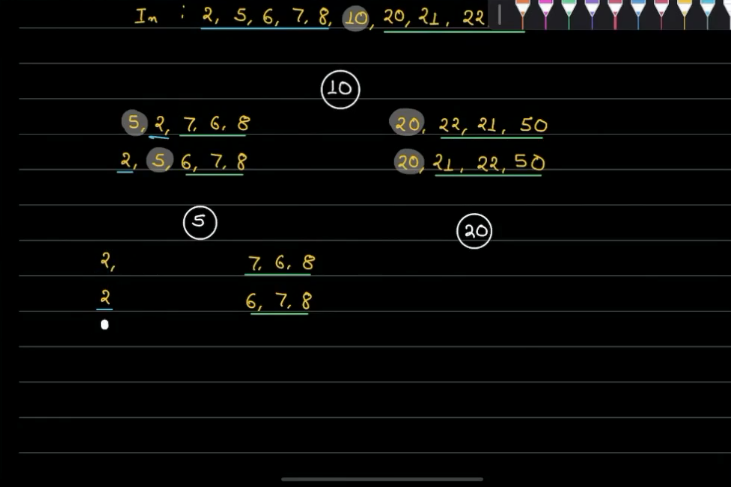 In : 2, 5, 6, 7, 8, 10, 20, 21, 22
10
5, 2, 7, 6, 8 20, 22, 21, 50
2, 5, 6, 7, 8 20, 21, 22, 50
5 20
2, 7, 6, 8
2 6, 7, 8